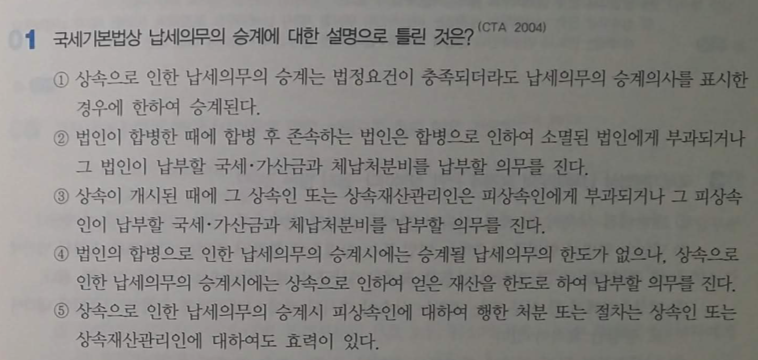 1 국세기본법상 납세의무의 승계에 대한 설명으로 틀린 것은? (CTA 2004)
① 상속으로 인한 납세의무의 승계는 법정요건이 충족되더라도 납세의무의 승계의사를 표시한
경우에 한하여 승계된다.
② 법인이 합병한 때에 합병 후 존속하는 법인은 합병으로 인하여 소멸된 법인에게 부과되거나
그 법인이 납부할 국세·가산금과 체납처분비를 납부할 의무를 진다.
③ 상속이 개시된 때에 그 상속인 또는 상속재산관리인은 피상속인에게 부과되거나 그 피상속
인이 납부할 국세·가산금과 체납처분비를 납부할 의무를 진다.
④ 법인의 합병으로 인한 납세의무의 승계시에는 승계될 납세의무의 한도가 없으나, 상속으로
인한 납세의무의 승계시에는 상속으로 인하여 얻은 재산을 한도로 하여 납부할 의무를 진다.
⑤ 상속으로 인한 납세의무의 승계시 피상속인에 대하여 행한 처분 또는 절차는 상속인 또는
상속재산관리인에 대하여도 효력이 있다.